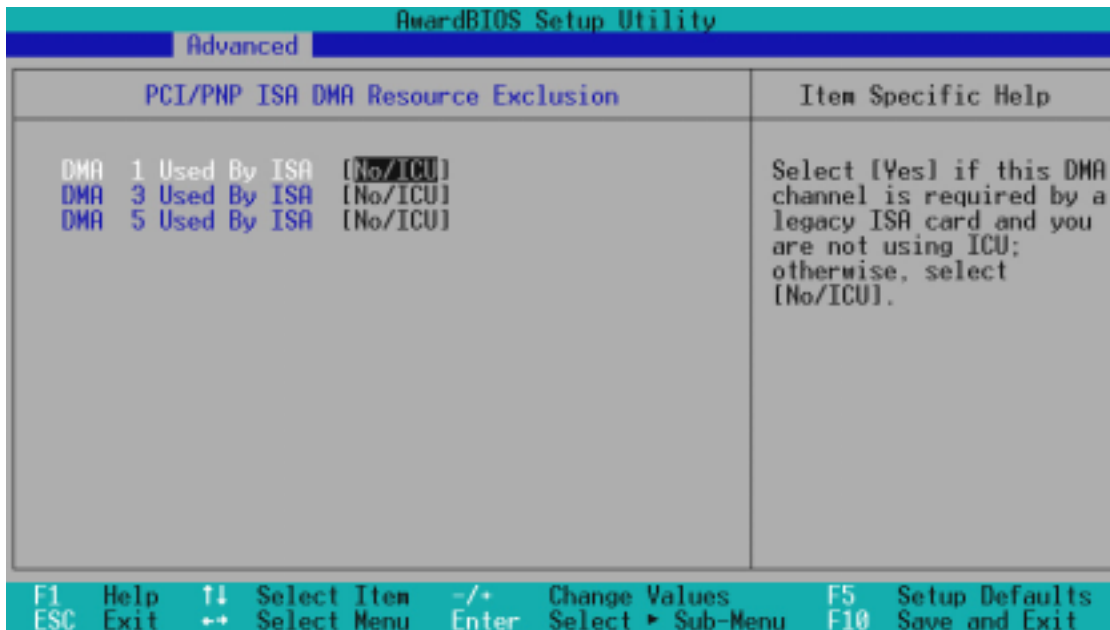 AwardBIOS Setup Utility
Advanced
PCI/PNP ISA DMA Resource Exclusion
Item Specific Help
DMA 1 Used By ISA [No/ICU]
DMA 3 Used By ISA [No/ICU]
DMA 5 Used By ISA [No/ICU]
Select [Yes] if this DMA
channel is required by a
legacy ISA card and you
are not using ICU;
otherwise, select
[No/ICU].
F1 Help ↑↓ Select Item -/+ Change Values F5 Setup Defaults
ESC Exit ←→ Select Menu Enter Select ► Sub-Menu F10 Save and Exit